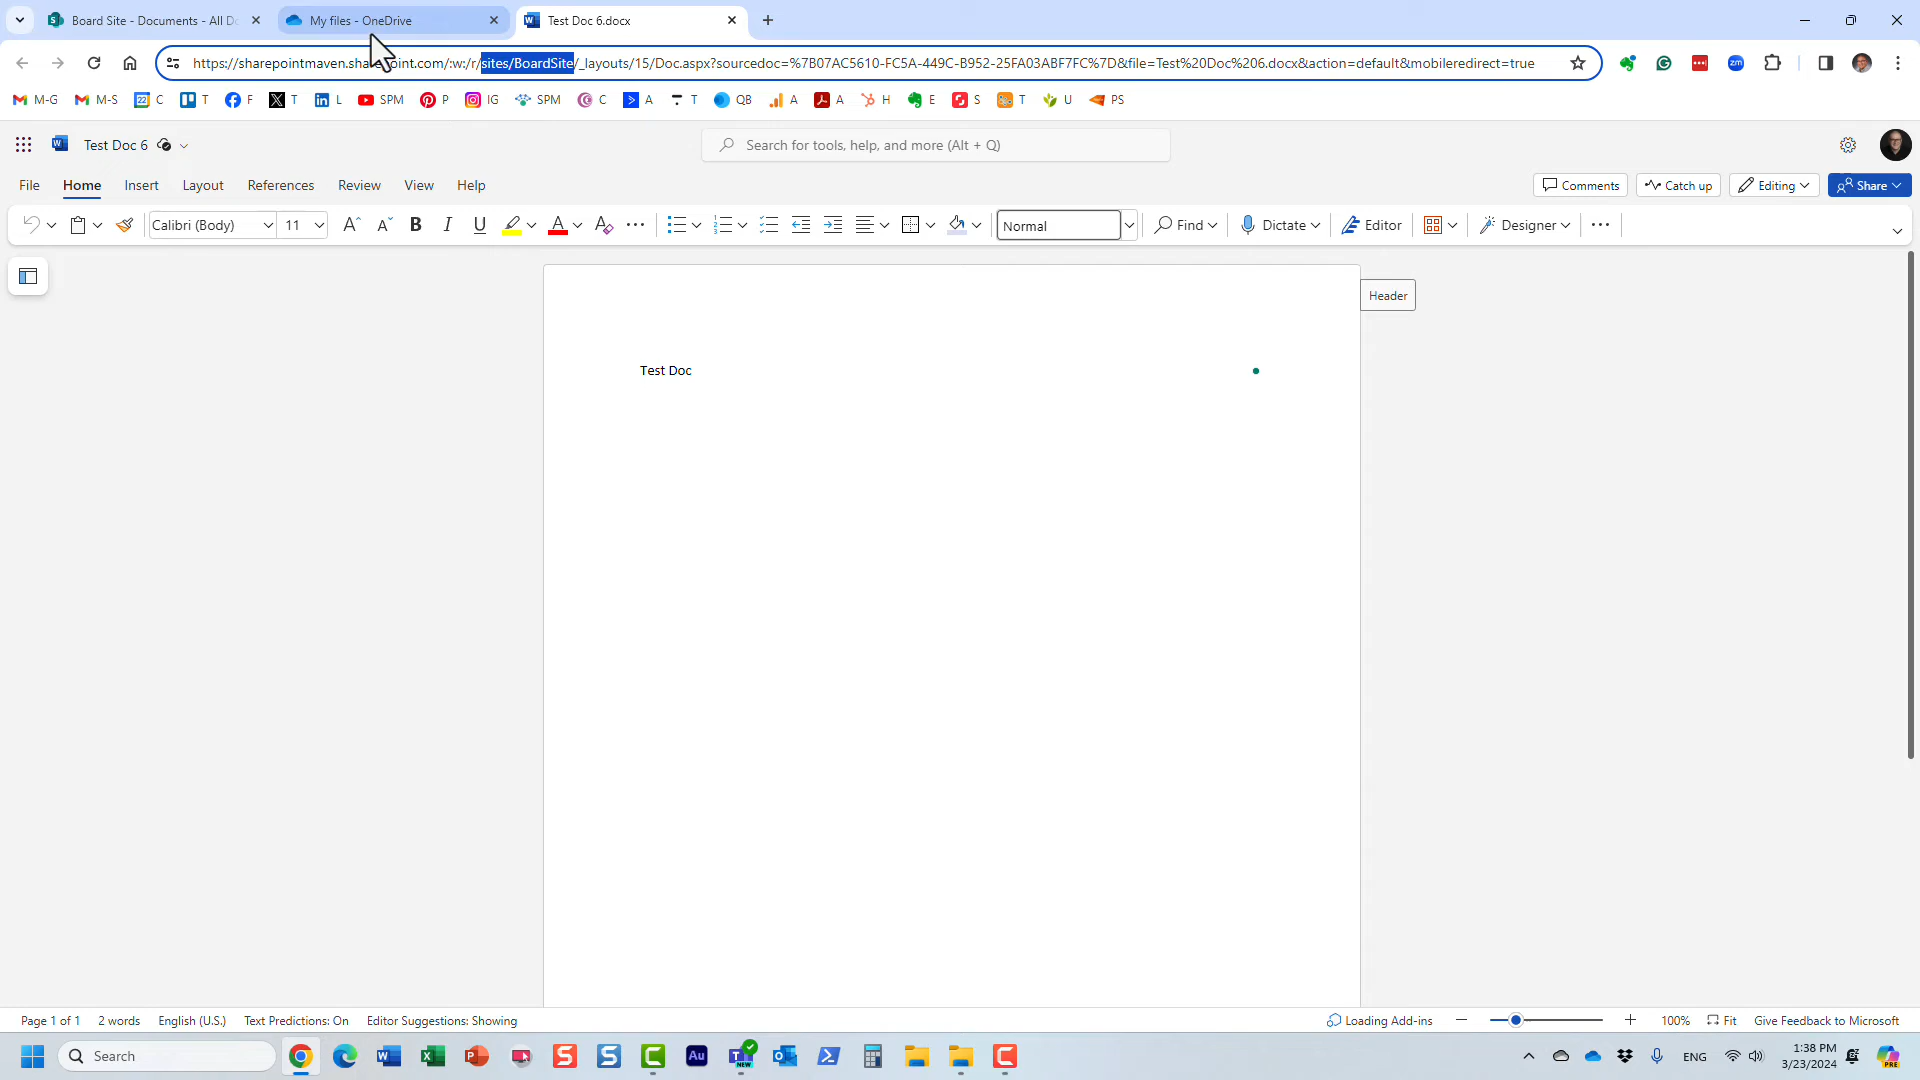 Board Site - Documents - All Do
My files - OneDrive
Test Doc 6.docx
https://sharepointmaven.sharepoint.com/:w:/r/sites/BoardSite/_layouts/15/Doc.aspx?sourcedoc=%7B07AC5610-FC5A-449C-B952-25FA03ABF7FC%7D&file=Test%20Doc%206.docx&action=default&mobileredirect=true
M-G M-S C T F T L SPM P IG SPM C A T QB A A H E S T U PS
Test Doc 6
Search for tools, help, and more (Alt + Q)
File Home Insert Layout References Review View Help
Comments Catch up Editing Share
Calibri (Body) 11 B I U A Normal Find Dictate Editor Designer
Header
Test Doc
Page 1 of 1 2 words English (U.S.) Text Predictions: On Editor Suggestions: Showing
Loading Add-ins 100% Fit Give Feedback to Microsoft
Search
ENG
1:38 PM
3/23/2024